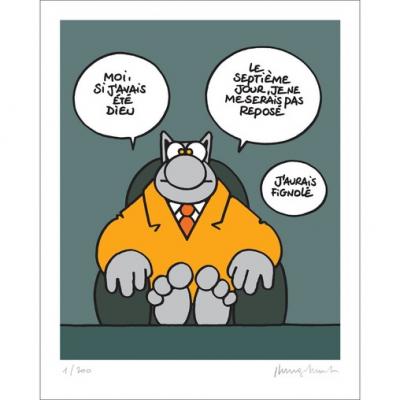 MOI,
SI J'AVAIS
ÉTÉ
DIEU
LE
SEPTIÈME
JOUR, JE NE
ME SERAIS PAS
REPOSÉ
J'AURAIS
FIGNOLÉ
1/200